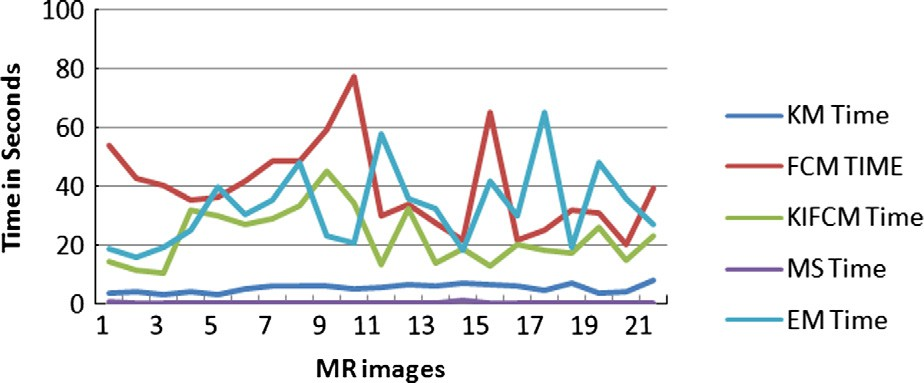 100
80
60
40
20
0
Time in Seconds
1 3 5 7 9 11 13 15 17 19 21
MR images
KM Time
FCM TIME
KIFCM Time
MS Time
EM Time